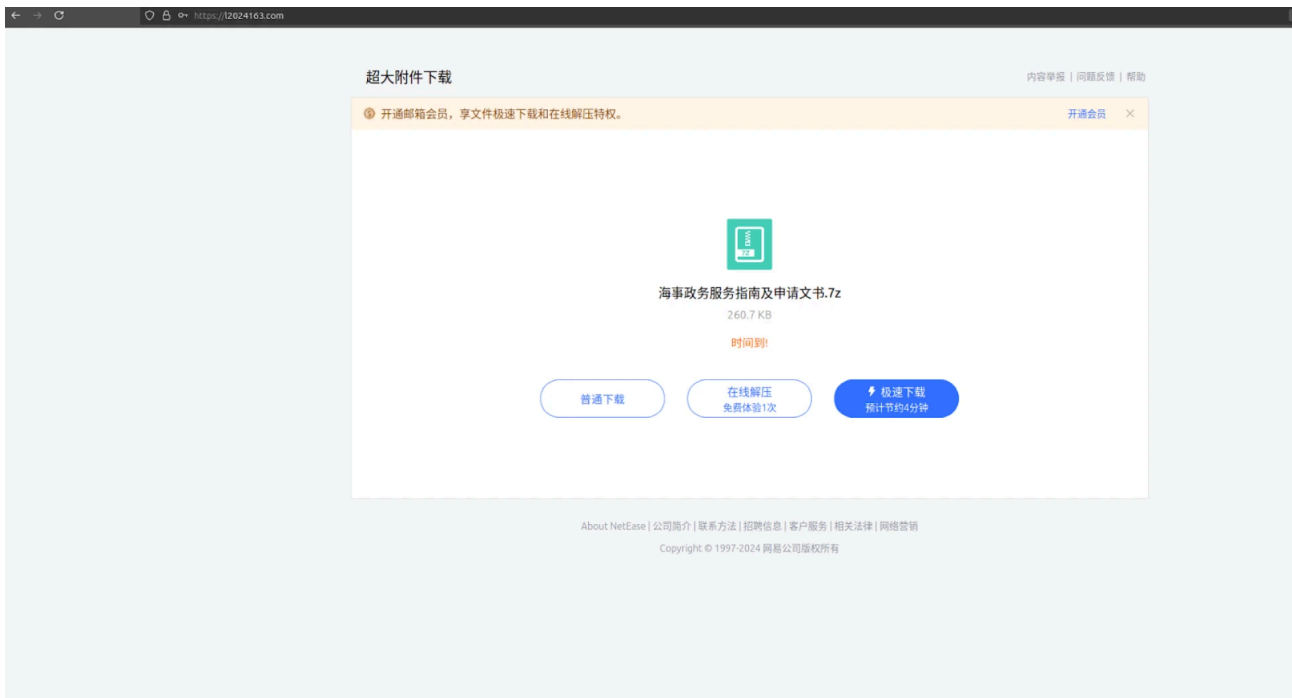 https://l2024163.com
超大附件下载
内容举报 | 问题反馈 | 帮助
开通邮箱会员，享文件极速下载和在线解压特权。
开通会员
7Z
海事政务服务指南及申请文书.7z
260.7 KB
时间到!
普通下载
在线解压
免费体验1次
极速下载
预计节约4分钟
About NetEase | 公司简介 | 联系方法 | 招聘信息 | 客户服务 | 相关法律 | 网络营销
Copyright © 1997-2024 网易公司版权所有